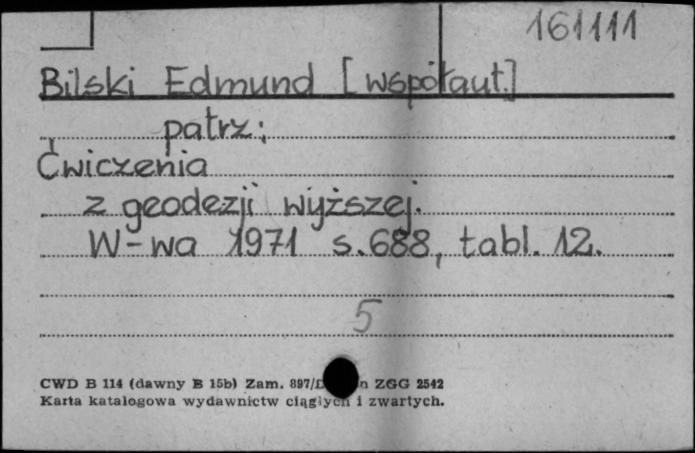 161111
Bilski Edmund [współaut.]
patrz:
Ćwiczenia
z geodezji wyższej.
W-wa 1971 s. 688, tabl. 12.
5
CWD B 114 (dawny B 15b) Zam. 897/D n ZGG 2542
Karta katalogowa wydawnictw ciągłych i zwartych.